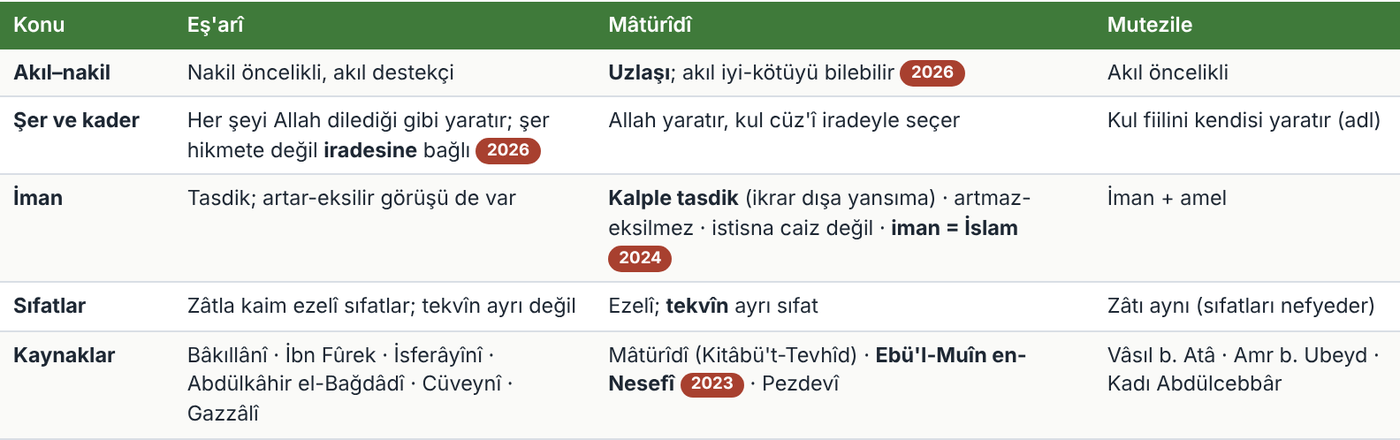 Konu Eş'arî Mâtürîdî Mutezile
Akıl–nakil Nakil öncelikli, akıl destekçi Uzlaşı; akıl iyi-kötüyü bilebilir 2026 Akıl öncelikli
Şer ve kader Her şeyi Allah dilediği gibi yaratır; şer Allah yaratır, kul cüz'î iradeyle seçer Kul fiilini kendisi yaratır (adl)
hikmete değil iradesine bağlı 2026
İman Tasdik; artar-eksilir görüşü de var Kalple tasdik (ikrar dışa yansıma) · artmaz- İman + amel
eksilmez · istisna caiz değil · iman = İslam
2024
Sıfatlar Zâtla kaim ezelî sıfatlar; tekvîn ayrı değil Ezelî; tekvîn ayrı sıfat Zâtı aynı (sıfatları nefyeder)
Kaynaklar Bâkıllânî · İbn Fûrek · İsferâyînî · Mâtürîdî (Kitâbü't-Tevhîd) · Ebü'l-Muîn en- Vâsıl b. Atâ · Amr b. Ubeyd ·
Abdülkâhir el-Bağdâdî · Cüveynî · Nesefî 2023 · Pezdevî Kadı Abdülcebbâr
Gazzâlî